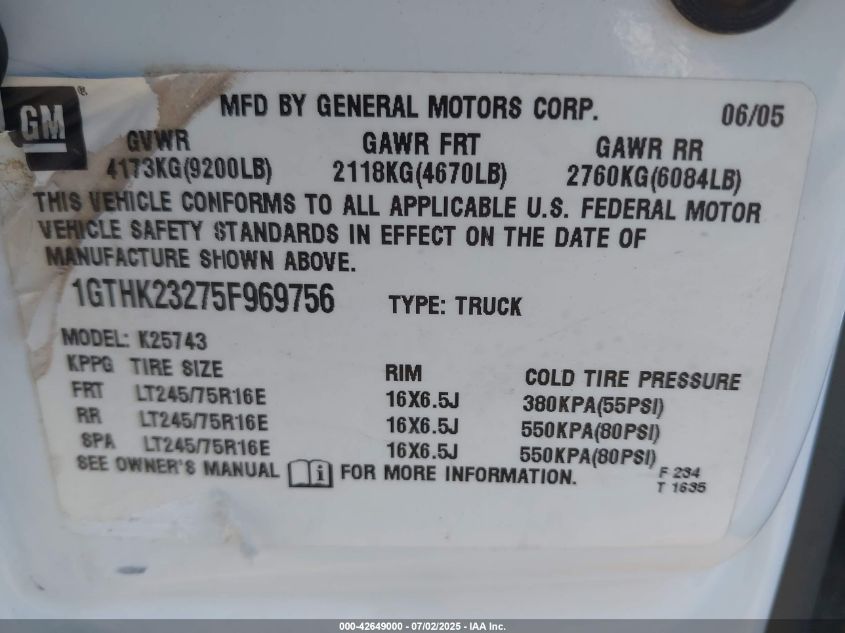 GM ®
MFD BY GENERAL MOTORS CORP. 06/05
GVWR GAWR FRT GAWR RR
4173KG(9200LB) 2118KG(4670LB) 2760KG(6084LB)
THIS VEHICLE CONFORMS TO ALL APPLICABLE U.S. FEDERAL MOTOR
VEHICLE SAFETY STANDARDS IN EFFECT ON THE DATE OF
MANUFACTURE SHOWN ABOVE.
1GTHK23275F969756 TYPE: TRUCK
MODEL: K25743
KPPG TIRE SIZE RIM COLD TIRE PRESSURE
FRT LT245/75R16E 16X6.5J 380KPA(55PSI)
RR LT245/75R16E 16X6.5J 550KPA(80PSI)
SPA LT245/75R16E 16X6.5J 550KPA(80PSI)
SEE OWNER'S MANUAL i FOR MORE INFORMATION. F 234
T 1635
000-42649000 - 07/02/2025 - IAA Inc.